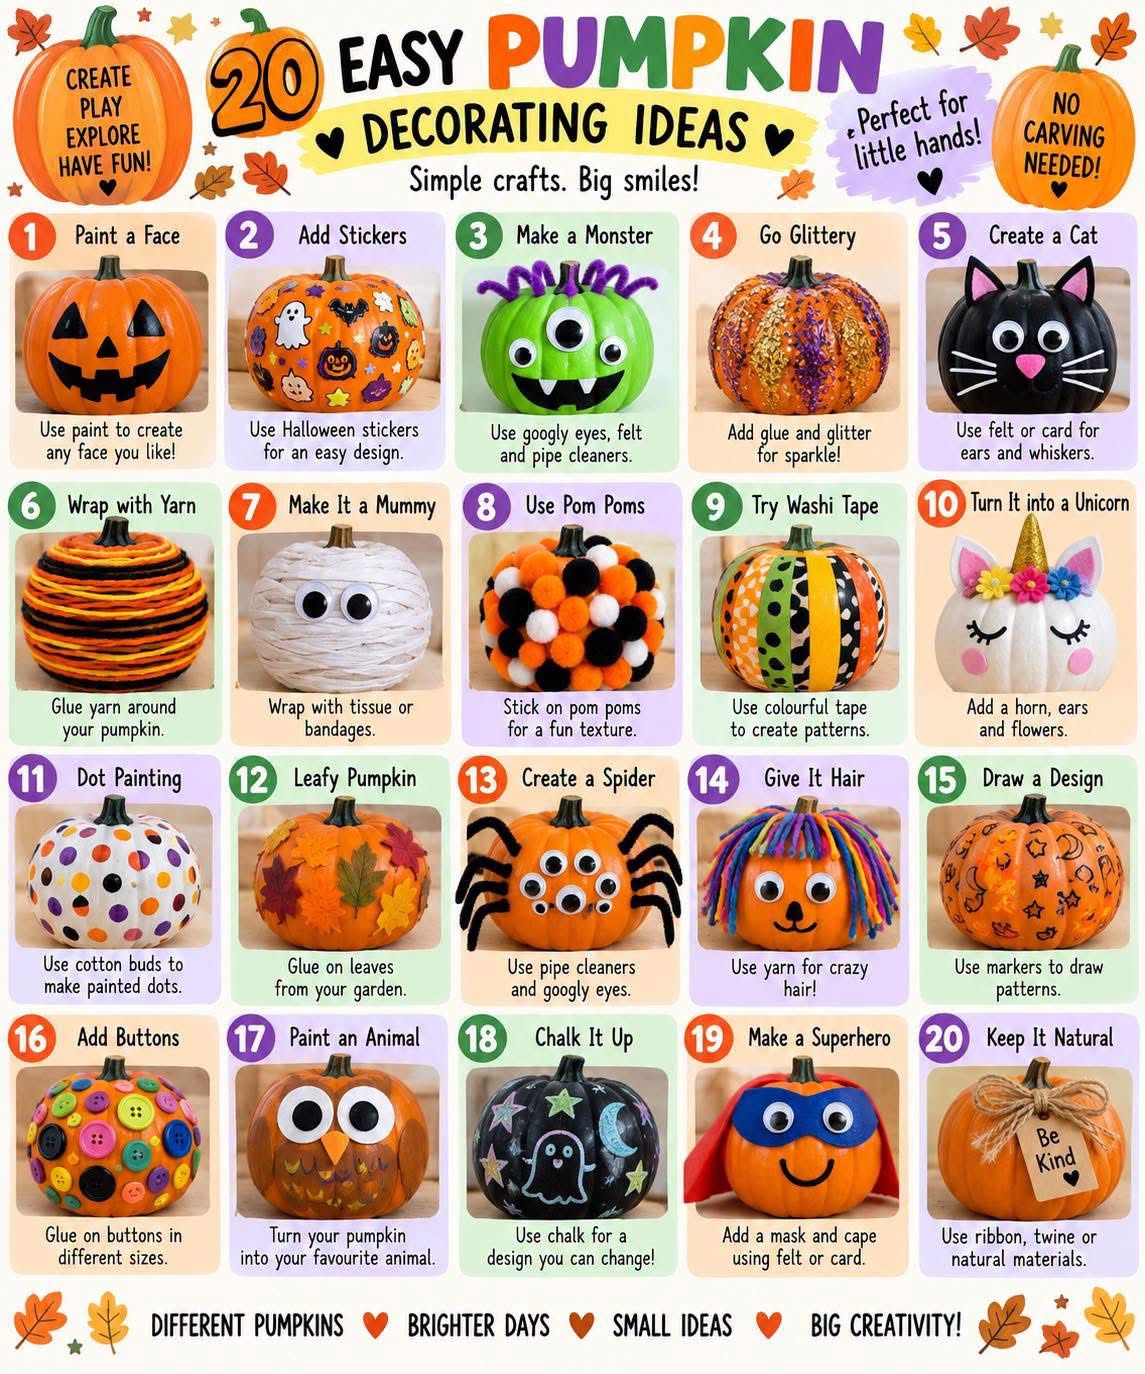 CREATE
PLAY
EXPLORE
HAVE FUN!
20 EASY PUMPKIN
DECORATING IDEAS
Simple crafts. Big smiles!
Perfect for
little hands!
NO
CARVING
NEEDED!
1 Paint a Face
Use paint to create
any face you like!
2 Add Stickers
Use Halloween stickers
for an easy design.
3 Make a Monster
Use googly eyes, felt
and pipe cleaners.
4 Go Glittery
Add glue and glitter
for sparkle!
5 Create a Cat
Use felt or card for
ears and whiskers.
6 Wrap with Yarn
Glue yarn around
your pumpkin.
7 Make It a Mummy
Wrap with tissue or
bandages.
8 Use Pom Poms
Stick on pom poms
for a fun texture.
9 Try Washi Tape
Use colourful tape
to create patterns.
10 Turn It into a Unicorn
Add a horn, ears
and flowers.
11 Dot Painting
Use cotton buds to
make painted dots.
12 Leafy Pumpkin
Glue on leaves
from your garden.
13 Create a Spider
Use pipe cleaners
and googly eyes.
14 Give It Hair
Use yarn for crazy
hair!
15 Draw a Design
Use markers to draw
patterns.
16 Add Buttons
Glue on buttons in
different sizes.
17 Paint an Animal
Turn your pumpkin
into your favourite animal.
18 Chalk It Up
Use chalk for a
design you can change!
19 Make a Superhero
Add a mask and cape
using felt or card.
20 Keep It Natural
Be
Kind
Use ribbon, twine or
natural materials.
DIFFERENT PUMPKINS BRIGHTER DAYS SMALL IDEAS BIG CREATIVITY!